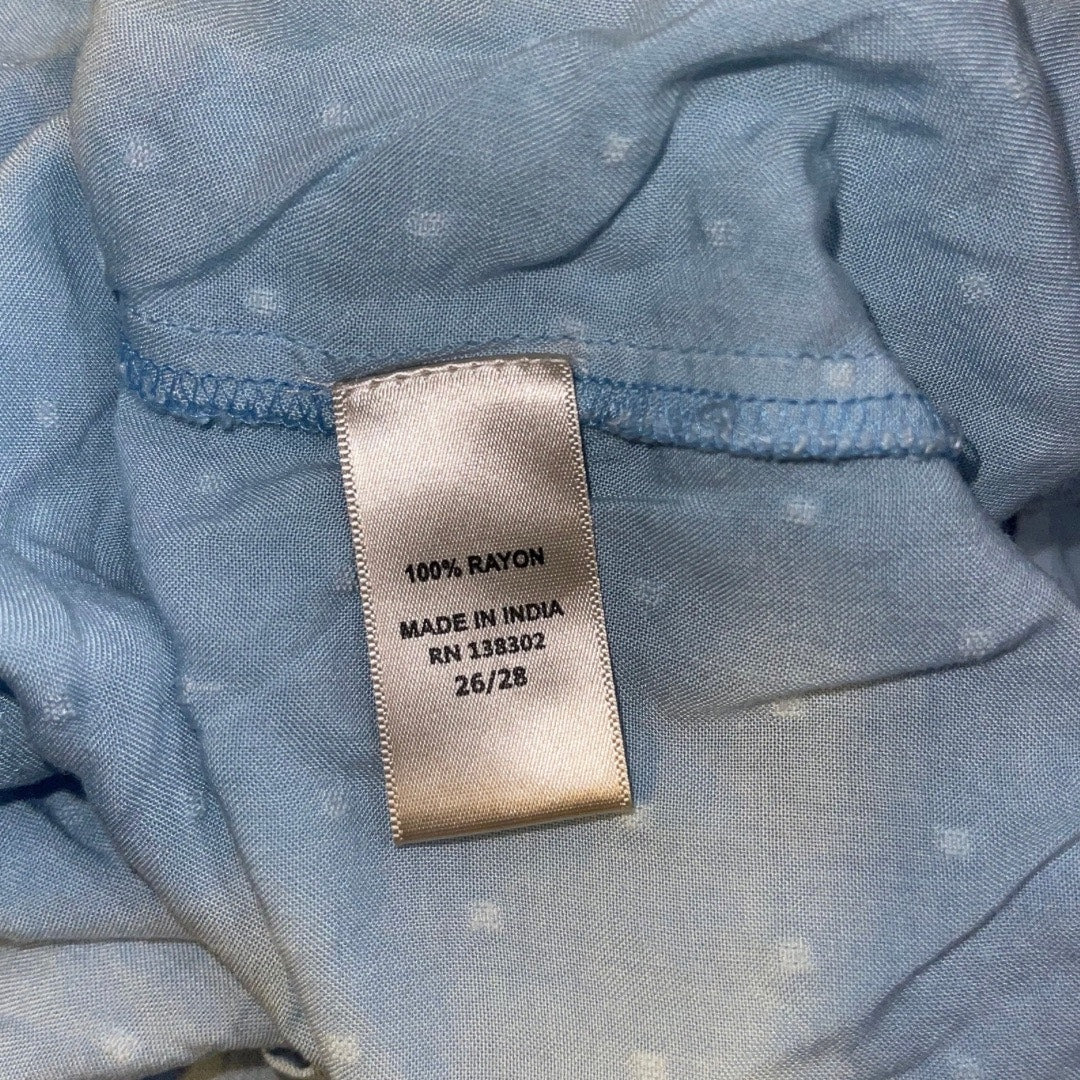 100% RAYON
MADE IN INDIA
RN 138302
26/28